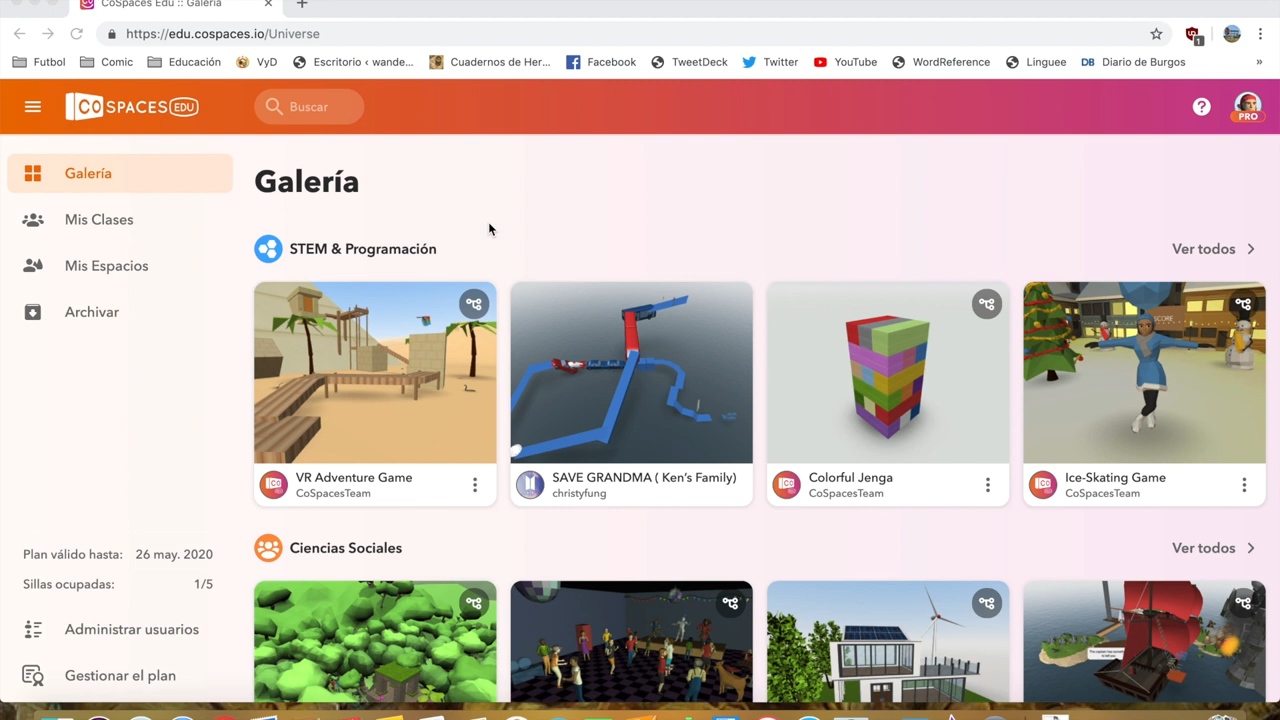 CoSpaces Edu :: Galería
https://edu.cospaces.io/Universe
1
Futbol
Comic
Educación
VyD
Escritorio ‹ wande...
Cuadernos de Her...
Facebook
TweetDeck
Twitter
YouTube
WordReference
Linguee
DB Diario de Burgos
»
CO SPACES EDU
Buscar
?
PRO
Galería
Mis Clases
Mis Espacios
Archivar
Plan válido hasta: 26 may. 2020
Sillas ocupadas: 1/5
Administrar usuarios
Gestionar el plan
Galería
STEM & Programación
Ver todos
SCORE
VR Adventure Game
CoSpacesTeam
SAVE GRANDMA ( Ken's Family)
christyfung
Colorful Jenga
CoSpacesTeam
Ice-Skating Game
CoSpacesTeam
Ciencias Sociales
Ver todos